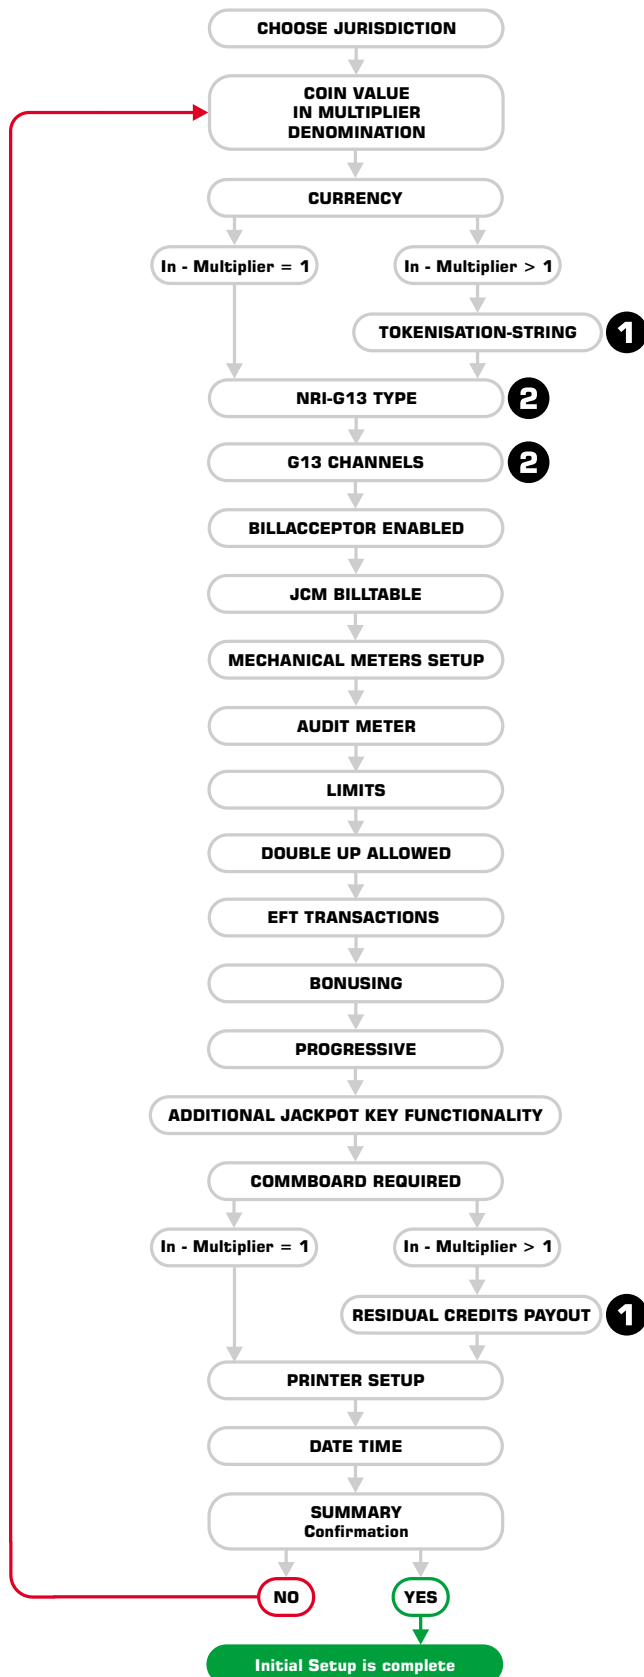 CHOOSE JURISDICTION
COIN VALUE
IN MULTIPLIER
DENOMINATION
CURRENCY
In - Multiplier = 1
In - Multiplier > 1
TOKENISATION-STRING
1
NRI-G13 TYPE
2
G13 CHANNELS
2
BILLACCEPTOR ENABLED
JCM BILLTABLE
MECHANICAL METERS SETUP
AUDIT METER
LIMITS
DOUBLE UP ALLOWED
EFT TRANSACTIONS
BONUSING
PROGRESSIVE
ADDITIONAL JACKPOT KEY FUNCTIONALITY
COMMBOARD REQUIRED
In - Multiplier = 1
In - Multiplier > 1
RESIDUAL CREDITS PAYOUT
1
PRINTER SETUP
DATE TIME
SUMMARY
Confirmation
NO
YES
Initial Setup is complete